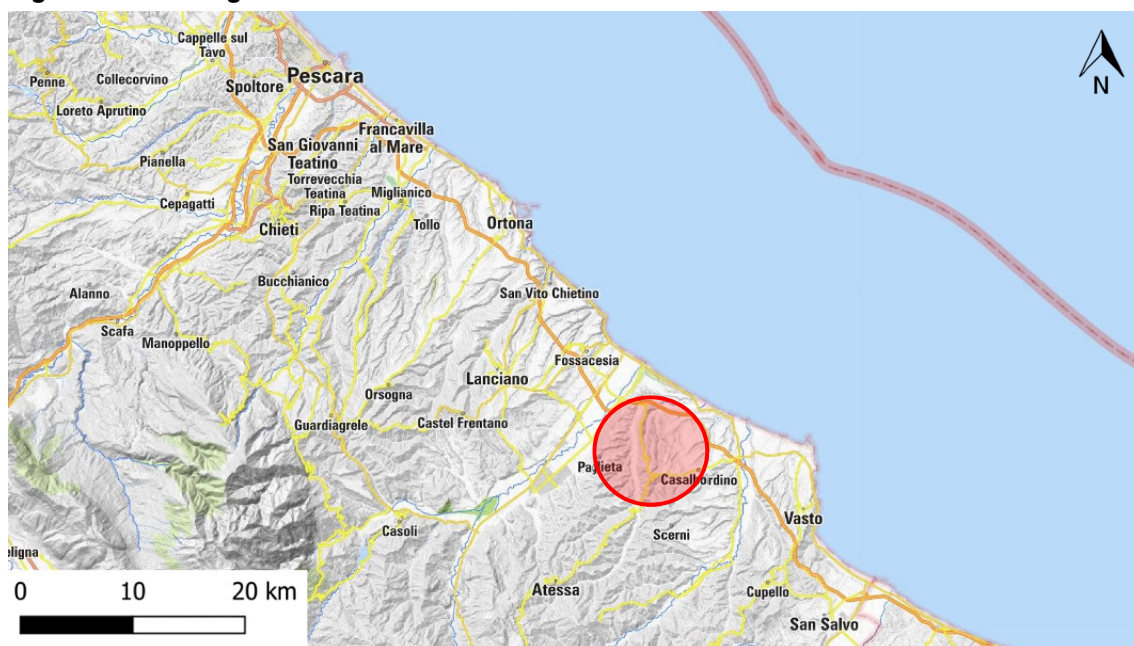 Cappelle sul
Tavo
Penne
Collecorvino
Pescara
Spoltore
Loreto Aprutino
Francavilla
al Mare
San Giovanni
Teatino
Pianella
Torrevecchia
Teatina
Miglianico
Cepagatti
Ripa Teatina
Tollo
Ortona
Chieti
Bucchianico
Alanno
San Vito Chietino
Scafa
Manoppello
Fossacesia
Lanciano
Orsogna
Guardiagrele
Castel Frentano
Paglieta
Casalbordino
Vasto
Casoli
Scerni
eligna
Atessa
Cupello
San Salvo
N
0 10 20 km